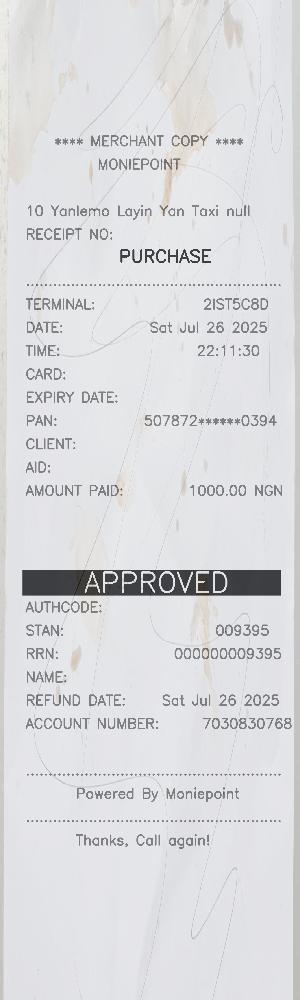 **** MERCHANT COPY ****
MONIEPOINT
10 Yanlemo Layin Yan Taxi null
RECEIPT NO:
PURCHASE
TERMINAL: 2IST5C8D
DATE: Sat Jul 26 2025
TIME: 22:11:30
CARD:
EXPIRY DATE:
PAN: 507872******0394
CLIENT:
AID:
AMOUNT PAID: 1000.00 NGN
APPROVED
AUTHCODE:
STAN: 009395
RRN: 000000009395
NAME:
REFUND DATE: Sat Jul 26 2025
ACCOUNT NUMBER: 7030830768
Powered By Moniepoint
Thanks, Call again!